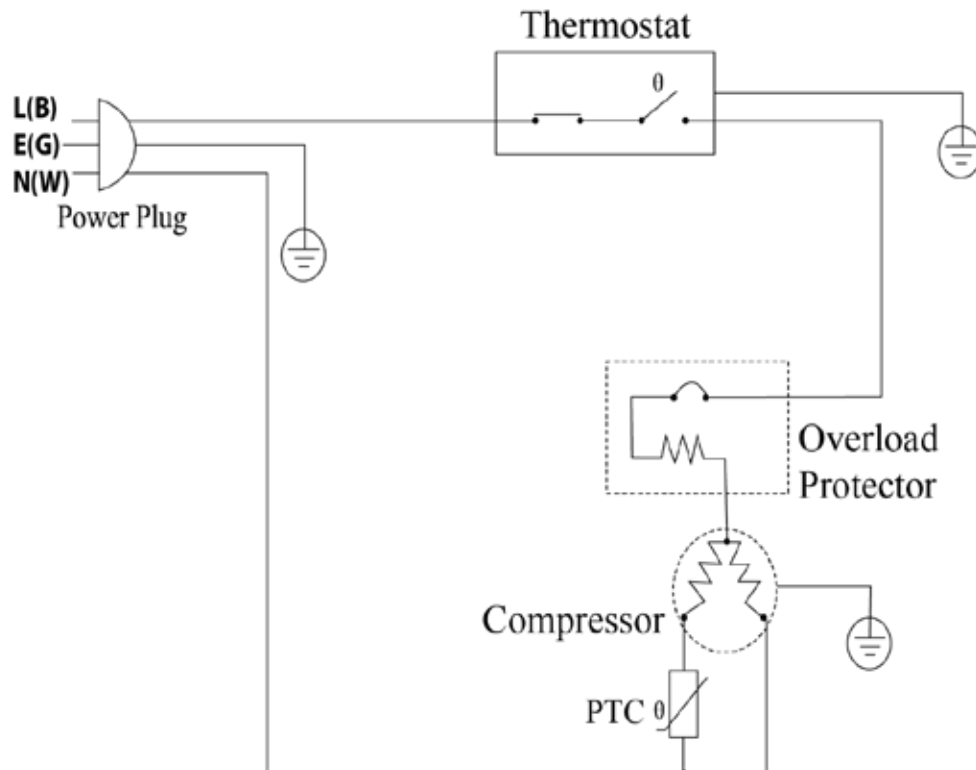 Thermostat
θ
L(B)
E(G)
N(W)
Power Plug
Overload
Protector
Compressor
PTC θ